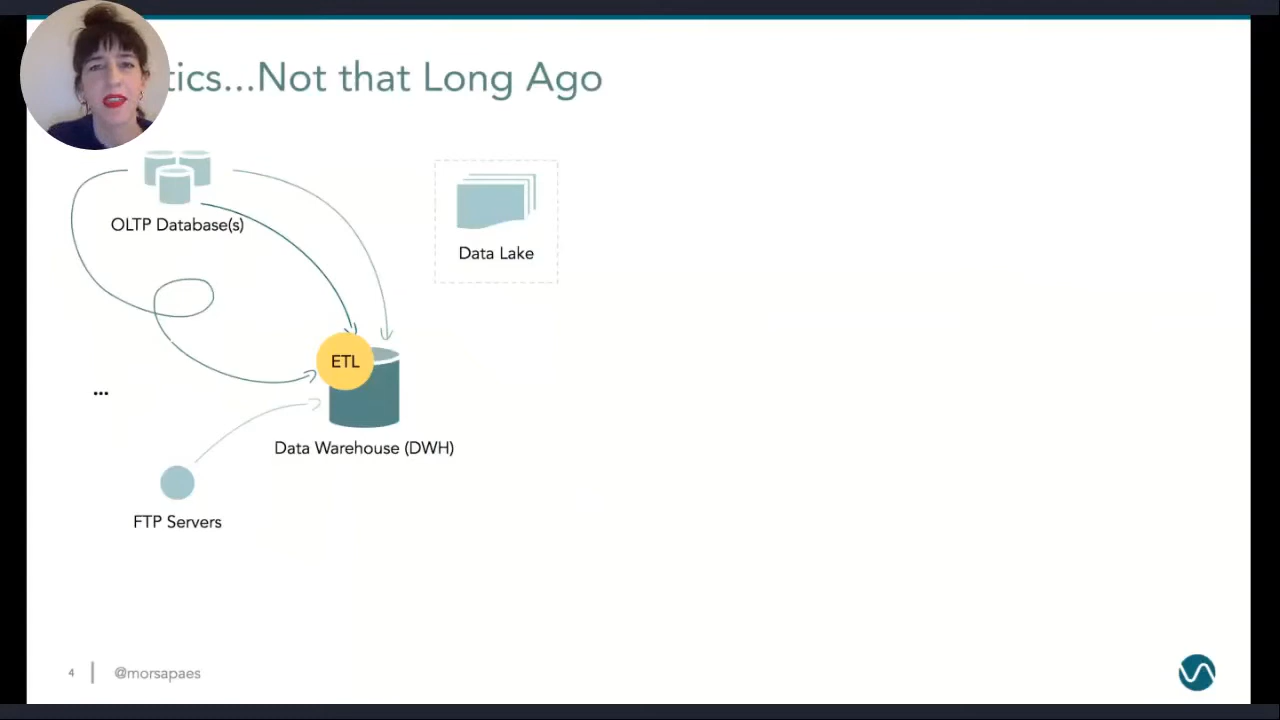 tics...Not that Long Ago
OLTP Database(s)
Data Lake
ETL
...
Data Warehouse (DWH)
FTP Servers
4
@morsapaes